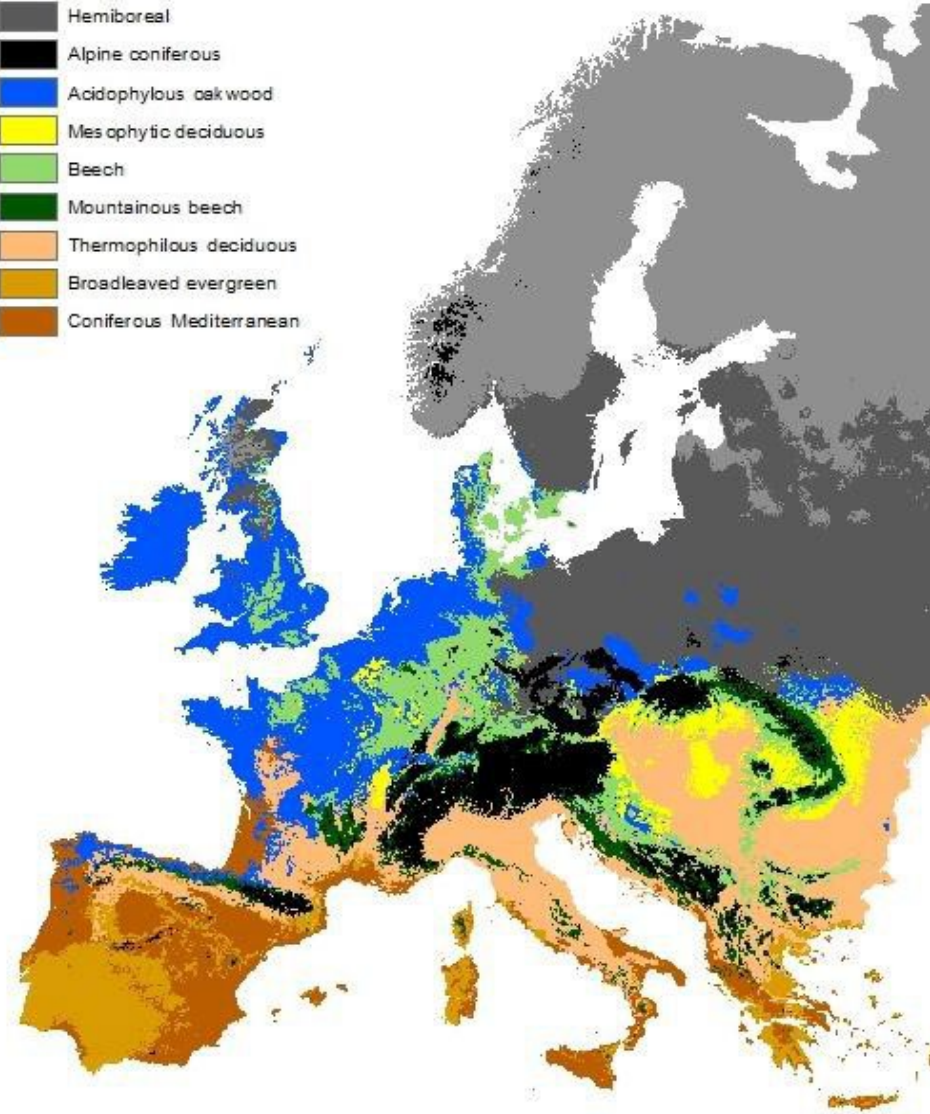 Hemiboreal
Alpine coniferous
Acidophylous oakwood
Mesophytic deciduous
Beech
Mountainous beech
Thermophilous deciduous
Broadleaved evergreen
Coniferous Mediterranean